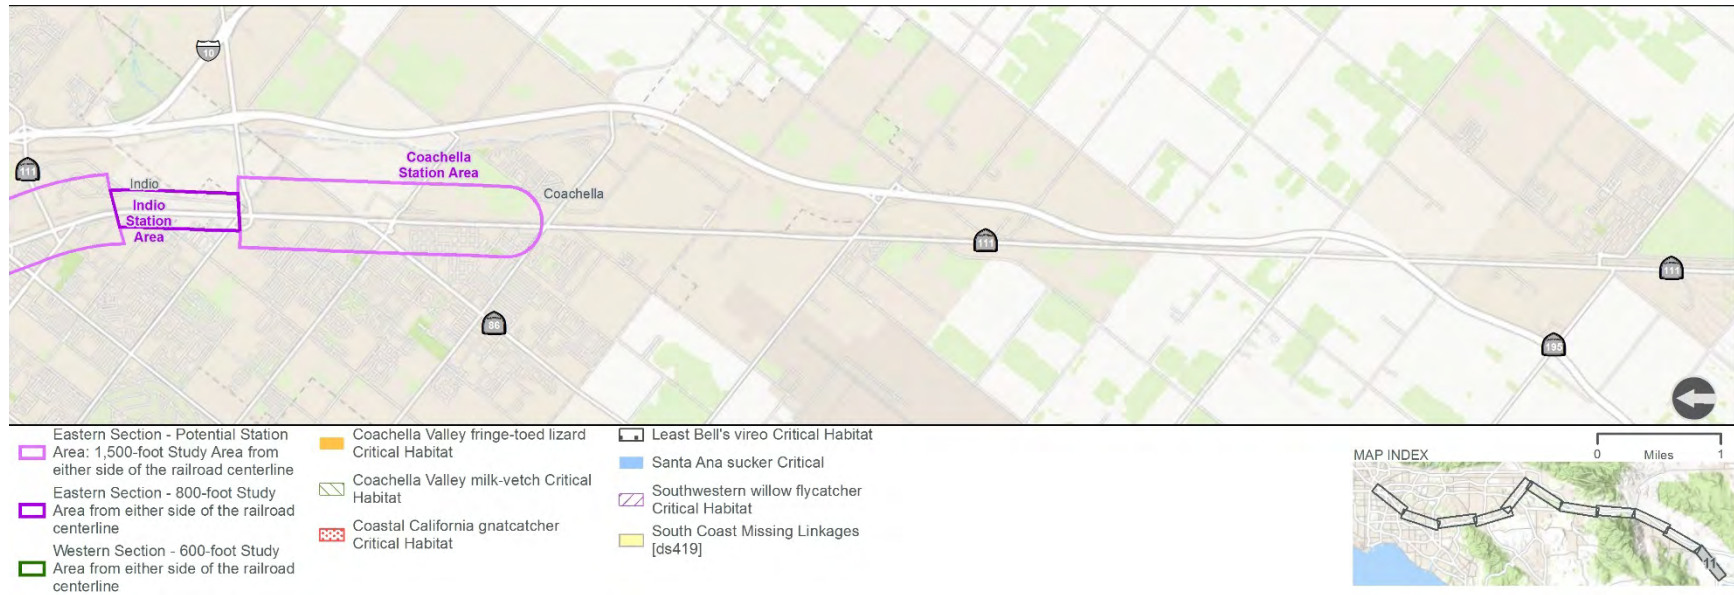 10
111
Coachella
Station Area
Indio
Indio
Station
Area
Coachella
111
111
86
195
Eastern Section - Potential Station
Area: 1,500-foot Study Area from
either side of the railroad centerline
Eastern Section - 800-foot Study
Area from either side of the railroad
centerline
Western Section - 600-foot Study
Area from either side of the railroad
centerline
Coachella Valley fringe-toed lizard
Critical Habitat
Coachella Valley milk-vetch Critical
Habitat
Coastal California gnatcatcher
Critical Habitat
Least Bell's vireo Critical Habitat
Santa Ana sucker Critical
Southwestern willow flycatcher
Critical Habitat
South Coast Missing Linkages
[ds419]
MAP INDEX
0 Miles 1
11